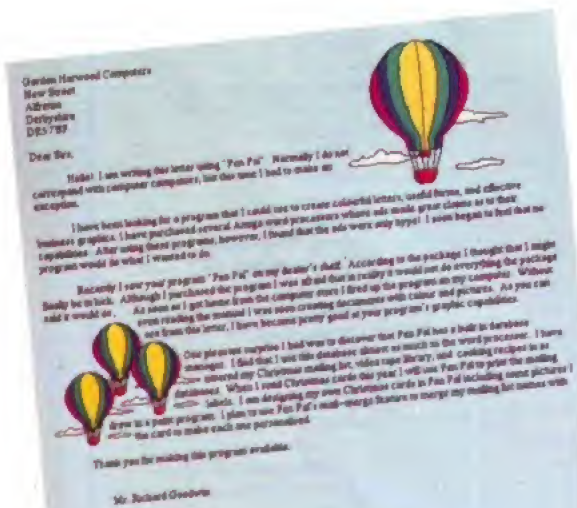 Gordon Harwood Computers
New Street
Alfreton
Derbyshire
DE5 7BP
Dear Sirs,
Hello! I am writing this letter using "Pen Pal". Normally I do not
correspond with computer companies, but this time I had to make an
exception.
I have been looking for a program that I could use to create colourful letters, useful forms, and effective
business graphics. I have purchased several Amiga word processors whose ads made great claims as to their
capabilities. After using these programs, however, I found that the ads were only hype! I soon began to feel that no
program would do what I wanted to do.
Recently I saw your program "Pen Pal" on my dealer's shelf. According to the package I thought that I might
finally be in luck. Although I purchased the program I was afraid that in reality it would not do everything the package
said it would do. As soon as I got home from the computer store I fired up the program on my computer. Without
even reading the manual I was soon creating documents with colour and pictures. As you can
see from this letter, I have become pretty good at your program's graphic capabilities.
One pleasant surprise I had was to discover that Pen Pal has a built in database
manager. I find that I use this database almost as much as the word processor. I have
entered my Christmas mailing list, video tape library, and cooking recipes in
databases. When I send Christmas cards this year I will use Pen Pal to print the mailing
labels. I am designing my own Christmas cards in Pen Pal including some pictures I
drew in a paint program. I plan to use Pen Pal's mail-merge feature to merge my mailing list names with
the card to make each one personalised.
Thank you for making this program available.
Mr. Richard Goodwin